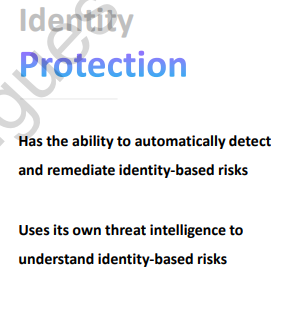 Identity
Protection
Has the ability to automatically detect
and remediate identity-based risks
Uses its own threat intelligence to
understand identity-based risks